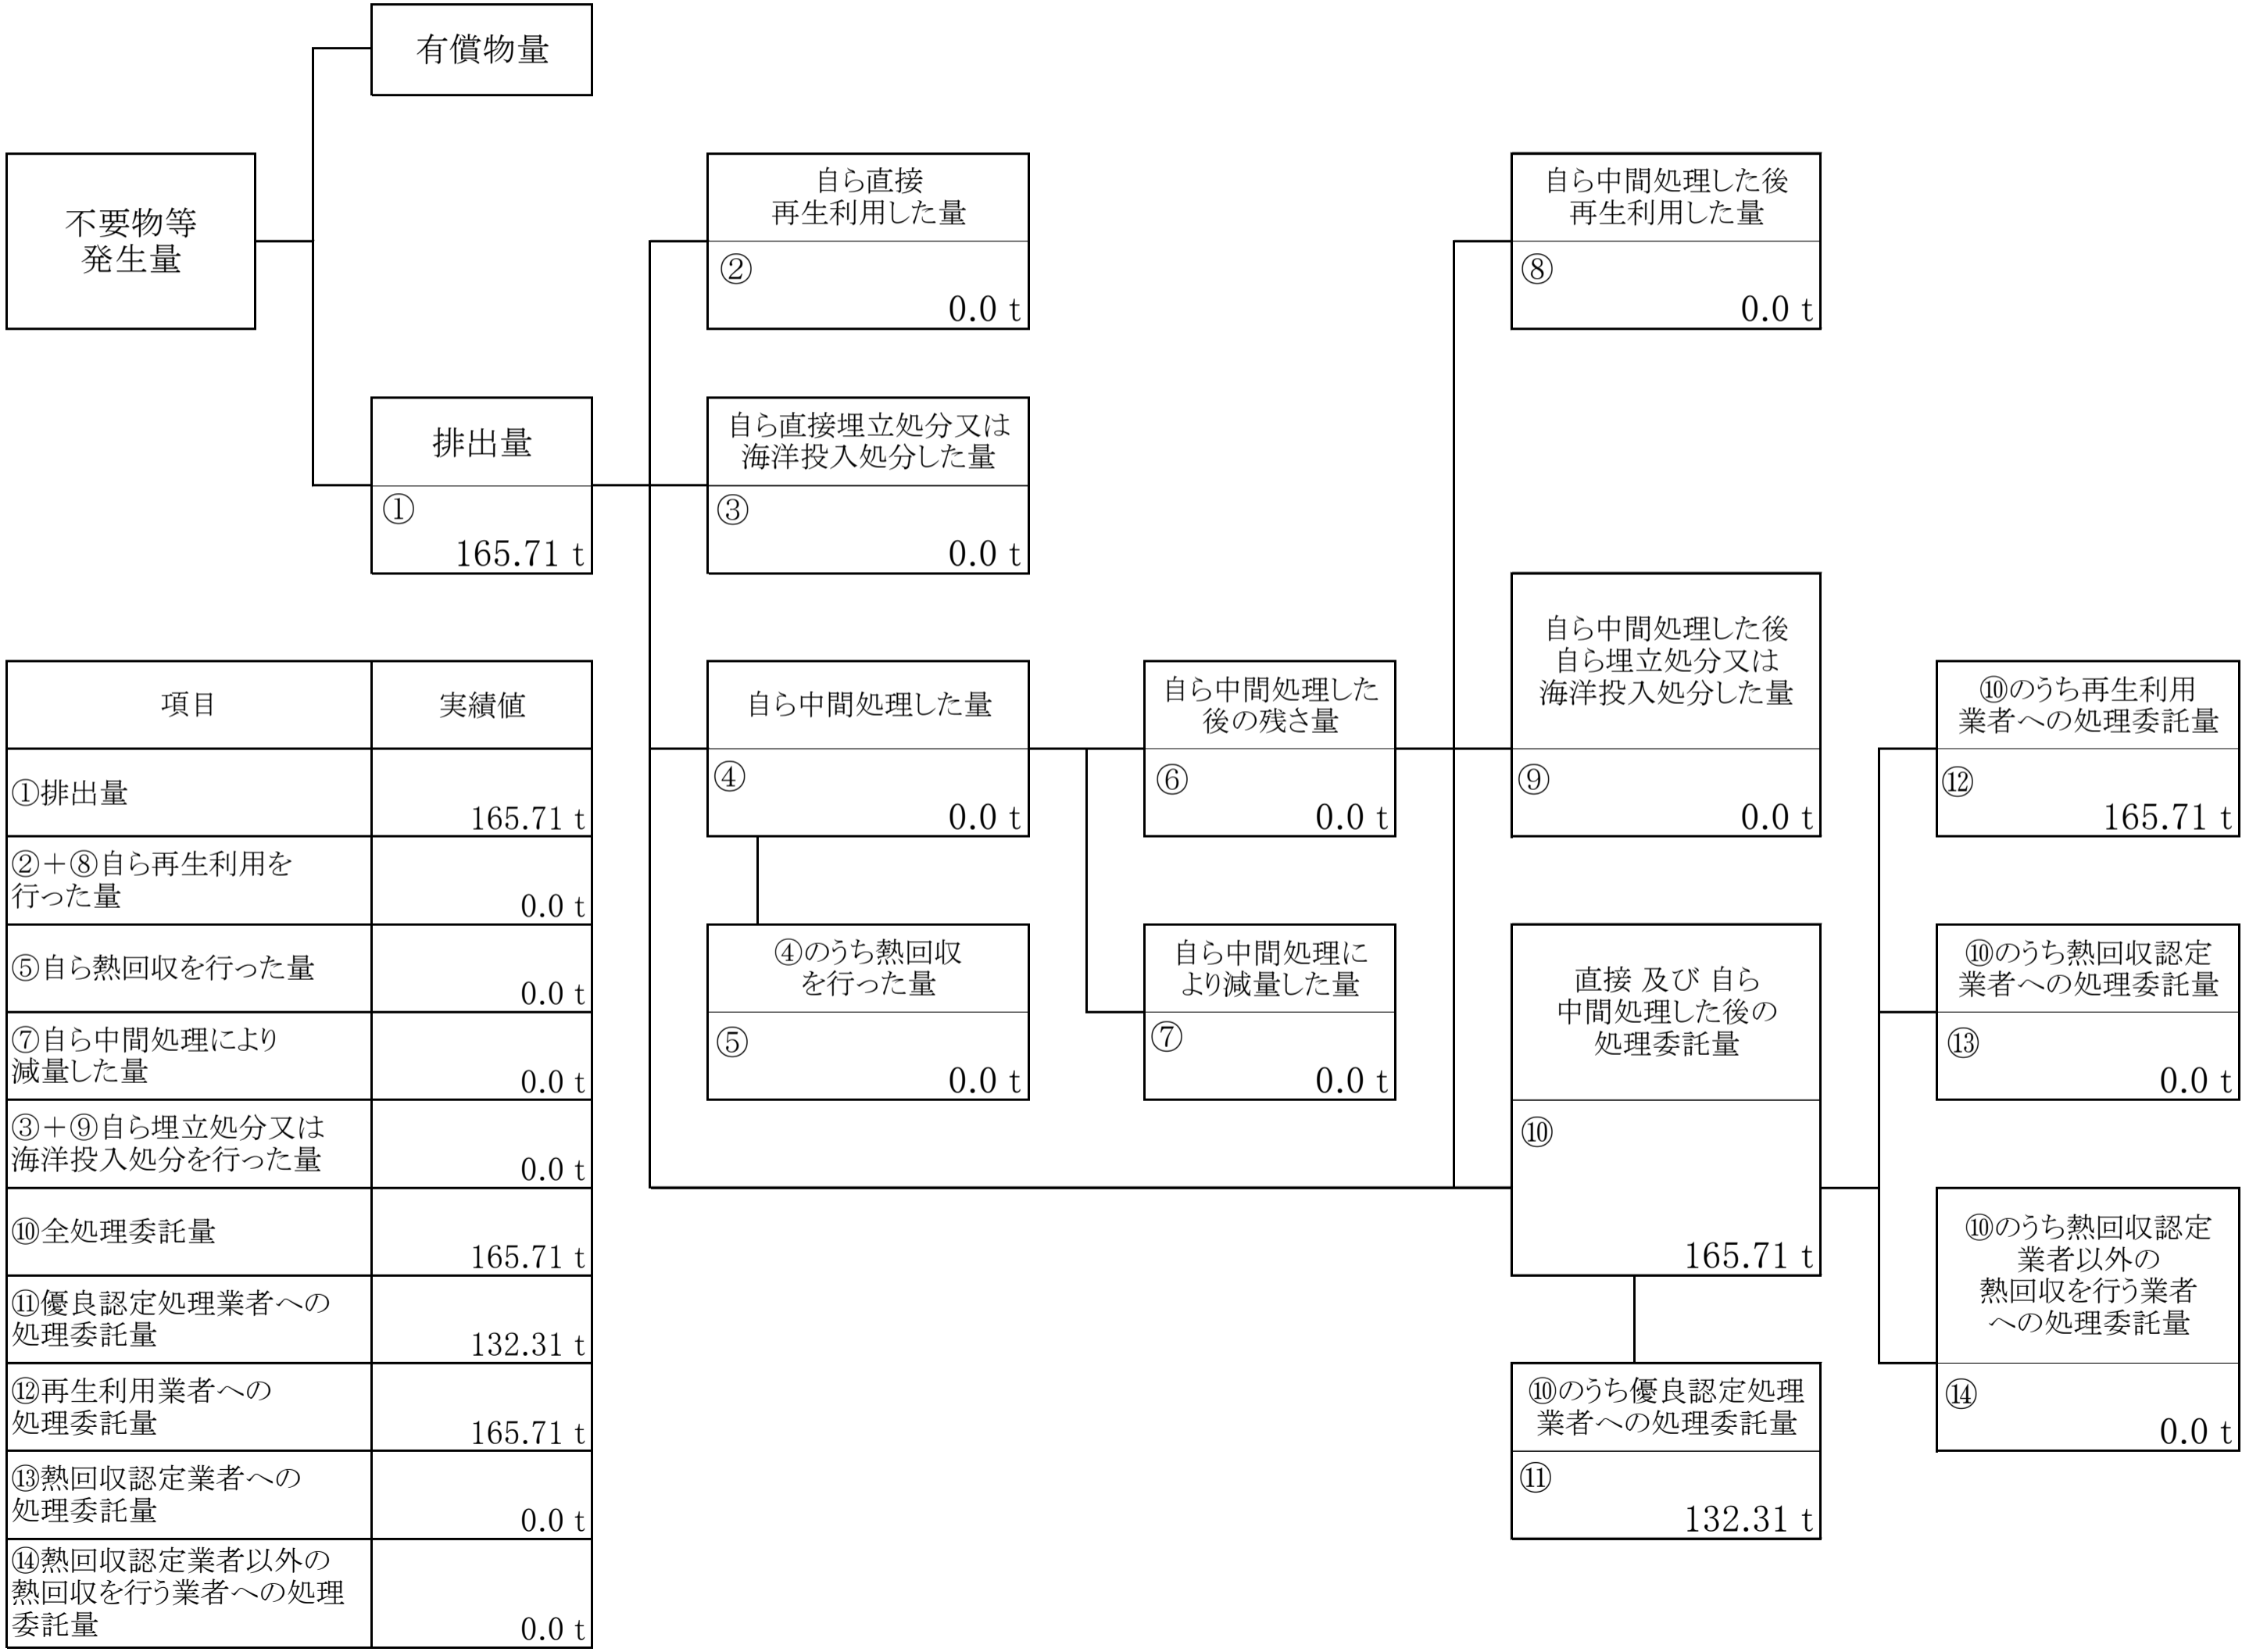 有償物量
不要物等
発生量
排出量
①
165.71 t
自ら直接
再生利用した量
②
0.0 t
自ら直接埋立処分又は
海洋投入処分した量
③
0.0 t
自ら中間処理した量
④
0.0 t
④のうち熱回収
を行った量
⑤
0.0 t
自ら中間処理した
後の残さ量
⑥
0.0 t
自ら中間処理に
より減量した量
⑦
0.0 t
自ら中間処理した後
再生利用した量
⑧
0.0 t
自ら中間処理した後
自ら埋立処分又は
海洋投入処分した量
⑨
0.0 t
直接 及び 自ら
中間処理した後の
処理委託量
⑩
165.71 t
⑩のうち優良認定処理
業者への処理委託量
⑪
132.31 t
⑩のうち再生利用
業者への処理委託量
⑫
165.71 t
⑩のうち熱回収認定
業者への処理委託量
⑬
0.0 t
⑩のうち熱回収認定
業者以外の
熱回収を行う業者
への処理委託量
⑭
0.0 t
項目 実績値
①排出量
165.71 t
②＋⑧自ら再生利用を
行った量
0.0 t
⑤自ら熱回収を行った量
0.0 t
⑦自ら中間処理により
減量した量
0.0 t
③＋⑨自ら埋立処分又は
海洋投入処分を行った量
0.0 t
⑩全処理委託量
165.71 t
⑪優良認定処理業者への
処理委託量
132.31 t
⑫再生利用業者への
処理委託量
165.71 t
⑬熱回収認定業者への
処理委託量
0.0 t
⑭熱回収認定業者以外の
熱回収を行う業者への処理
委託量
0.0 t